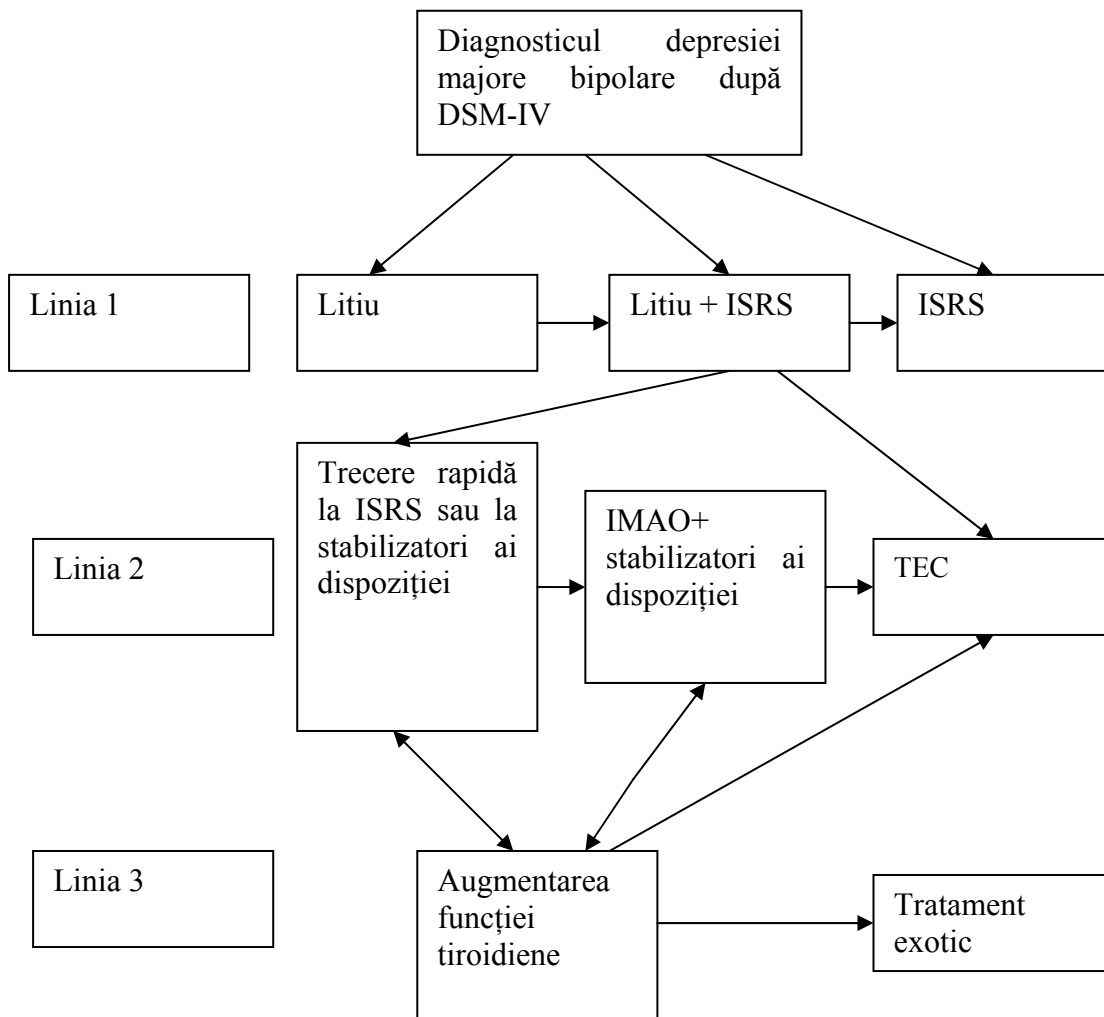 Diagnosticul depresiei
majore bipolare după
DSM-IV
Linia 1
Litiu
Litiu + ISRS
ISRS
Linia 2
Trecere rapidă
la ISRS sau la
stabilizatori ai
dispoziției
IMAO+
stabilizatori ai
dispoziției
TEC
Linia 3
Augmentarea
funcției
tiroidiene
Tratament
exotic